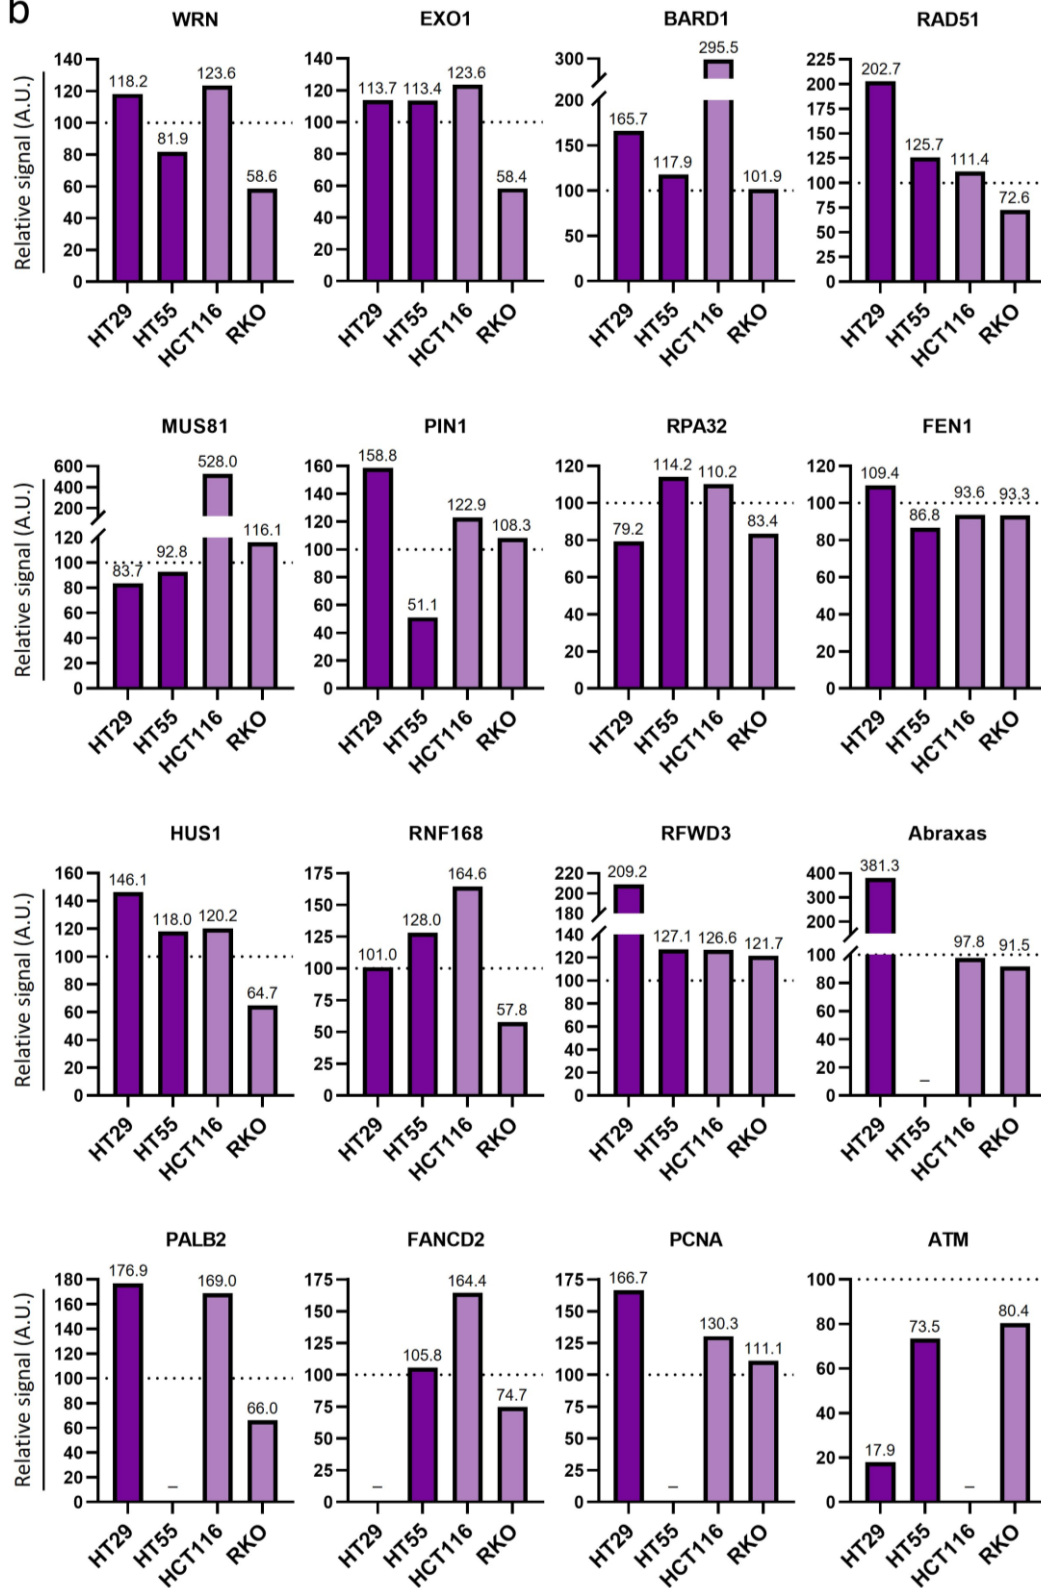 b
WRN EXO1 BARD1 RAD51
Relative signal (A.U.)
140 120 100 80 60 40 20 0
118.2 81.9 123.6 58.6
HT29 HT55 HCT116 RKO
140 120 100 80 60 40 20 0
113.7 113.4 123.6 58.4
HT29 HT55 HCT116 RKO
300 200 150 100 50 0
165.7 117.9 295.5 101.9
HT29 HT55 HCT116 RKO
225 200 175 150 125 100 75 50 25 0
202.7 125.7 111.4 72.6
HT29 HT55 HCT116 RKO
MUS81 PIN1 RPA32 FEN1
Relative signal (A.U.)
600 400 200 120 100 80 60 40 20 0
83.7 92.8 528.0 116.1
HT29 HT55 HCT116 RKO
160 140 120 100 80 60 40 20 0
158.8 51.1 122.9 108.3
HT29 HT55 HCT116 RKO
120 100 80 60 40 20 0
79.2 114.2 110.2 83.4
HT29 HT55 HCT116 RKO
120 100 80 60 40 20 0
109.4 86.8 93.6 93.3
HT29 HT55 HCT116 RKO
HUS1 RNF168 RFWD3 Abraxas
Relative signal (A.U.)
160 140 120 100 80 60 40 20 0
146.1 118.0 120.2 64.7
HT29 HT55 HCT116 RKO
175 150 125 100 75 50 25 0
101.0 128.0 164.6 57.8
HT29 HT55 HCT116 RKO
220 200 180 140 120 100 80 60 40 20 0
209.2 127.1 126.6 121.7
HT29 HT55 HCT116 RKO
400 300 200 100 80 60 40 20 0
381.3 – 97.8 91.5
HT29 HT55 HCT116 RKO
PALB2 FANCD2 PCNA ATM
Relative signal (A.U.)
180 160 140 120 100 80 60 40 20 0
176.9 – 169.0 66.0
HT29 HT55 HCT116 RKO
175 150 125 100 75 50 25 0
– 105.8 164.4 74.7
HT29 HT55 HCT116 RKO
175 150 125 100 75 50 25 0
166.7 – 130.3 111.1
HT29 HT55 HCT116 RKO
100 80 60 40 20 0
17.9 73.5 – 80.4
HT29 HT55 HCT116 RKO